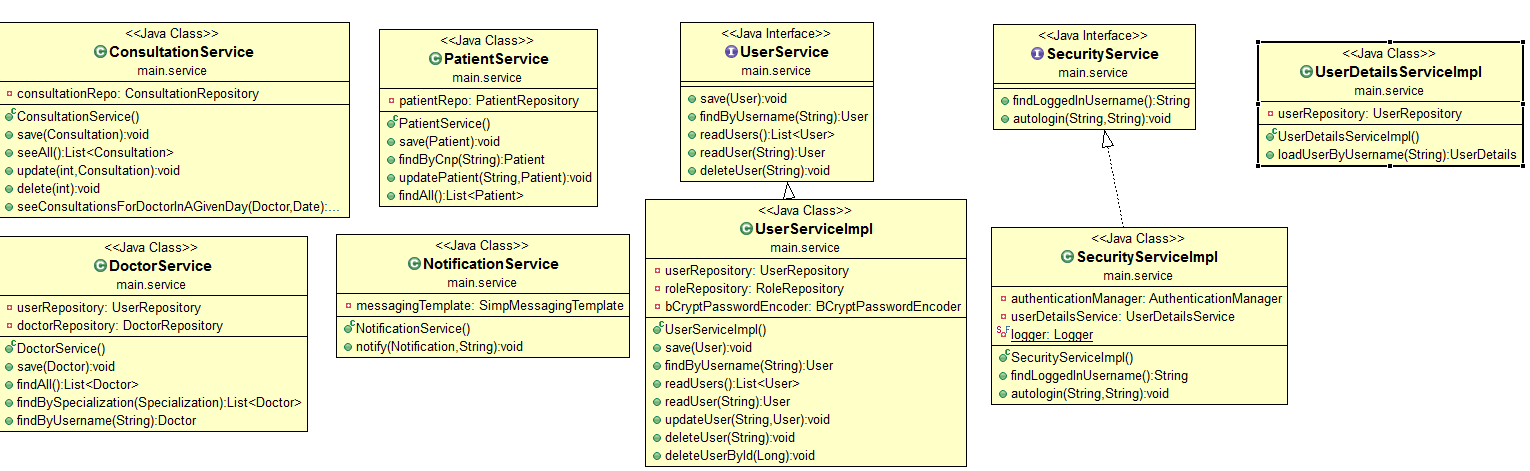 <<Java Class>>
ConsultationService
main.service
consultationRepo: ConsultationRepository
ConsultationService()
save(Consultation):void
seeAll():List<Consultation>
update(int,Consultation):void
delete(int):void
seeConsultationsForDoctorInAGivenDay(Doctor,Date):...
<<Java Class>>
PatientService
main.service
patientRepo: PatientRepository
PatientService()
save(Patient):void
findByCnp(String):Patient
updatePatient(String,Patient):void
findAll():List<Patient>
<<Java Interface>>
UserService
main.service
save(User):void
findByUsername(String):User
readUsers():List<User>
readUser(String):User
deleteUser(String):void
<<Java Interface>>
SecurityService
main.service
findLoggedInUsername():String
autologin(String,String):void
<<Java Class>>
UserDetailsServiceImpl
main.service
userRepository: UserRepository
UserDetailsServiceImpl()
loadUserByUsername(String):UserDetails
<<Java Class>>
DoctorService
main.service
userRepository: UserRepository
doctorRepository: DoctorRepository
DoctorService()
save(Doctor):void
findAll():List<Doctor>
findBySpecialization(Specialization):List<Doctor>
findByUsername(String):Doctor
<<Java Class>>
NotificationService
main.service
messagingTemplate: SimpMessagingTemplate
NotificationService()
notify(Notification,String):void
<<Java Class>>
UserServiceImpl
main.service
userRepository: UserRepository
roleRepository: RoleRepository
bCryptPasswordEncoder: BCryptPasswordEncoder
UserServiceImpl()
save(User):void
findByUsername(String):User
readUsers():List<User>
readUser(String):User
updateUser(String,User):void
deleteUser(String):void
deleteUserById(Long):void
<<Java Class>>
SecurityServiceImpl
main.service
authenticationManager: AuthenticationManager
userDetailsService: UserDetailsService
logger: Logger
SecurityServiceImpl()
findLoggedInUsername():String
autologin(String,String):void